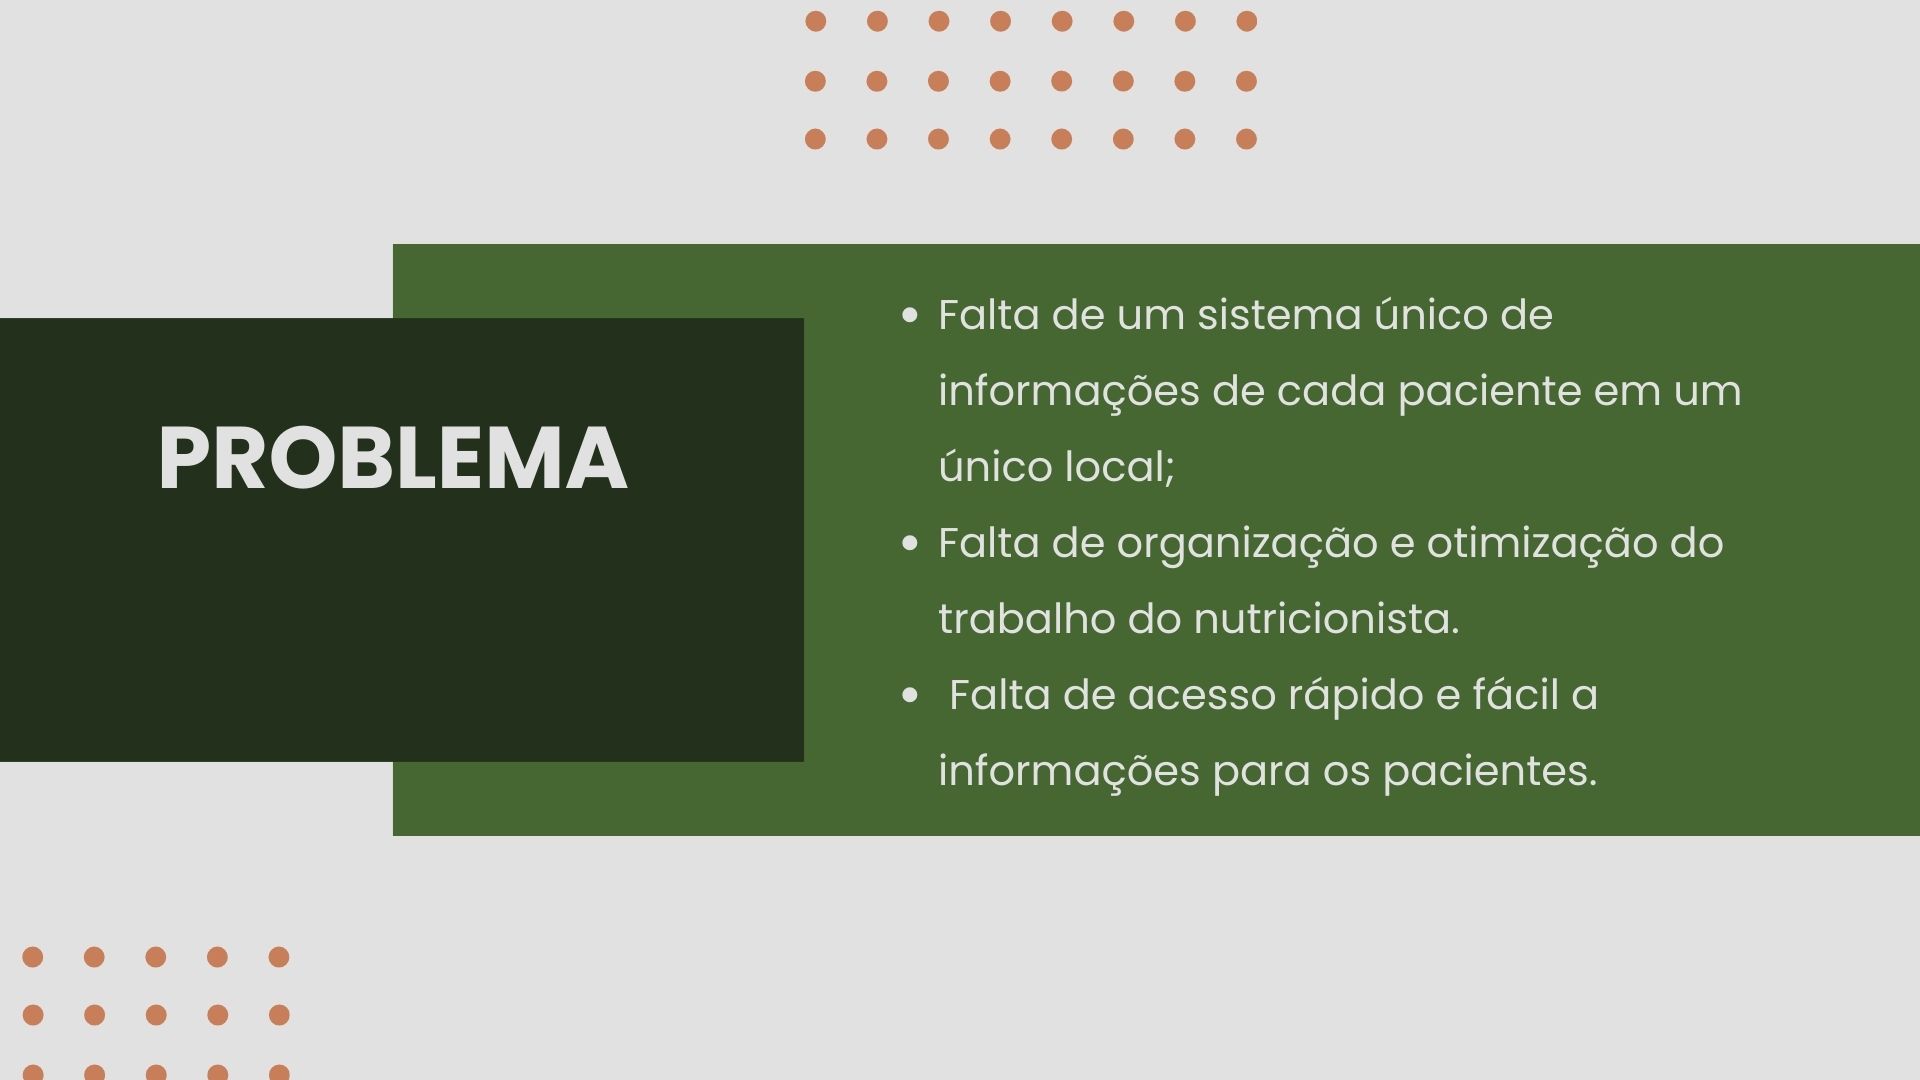 PROBLEMA
• Falta de um sistema único de
informações de cada paciente em um
único local;
• Falta de organização e otimização do
trabalho do nutricionista.
• Falta de acesso rápido e fácil a
informações para os pacientes.